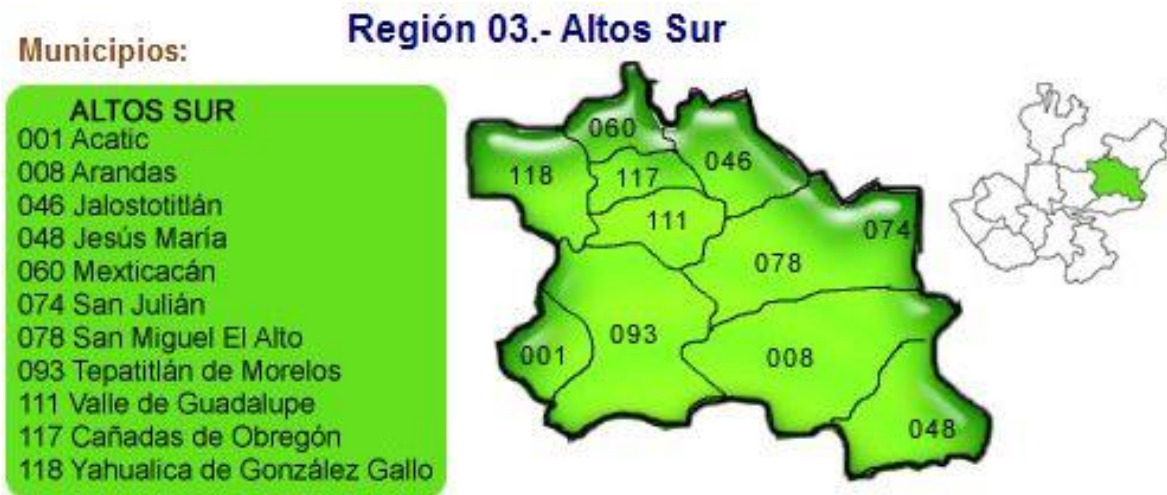 Región 03.- Altos Sur
Municipios:
ALTOS SUR
001 Acatic
008 Arandas
046 Jalostotitlán
048 Jesús María
060 Mexticacán
074 San Julián
078 San Miguel El Alto
093 Tepatitlán de Morelos
111 Valle de Guadalupe
117 Cañadas de Obregón
118 Yahualica de González Gallo
060
046
118
117
111
074
078
093
001
008
048